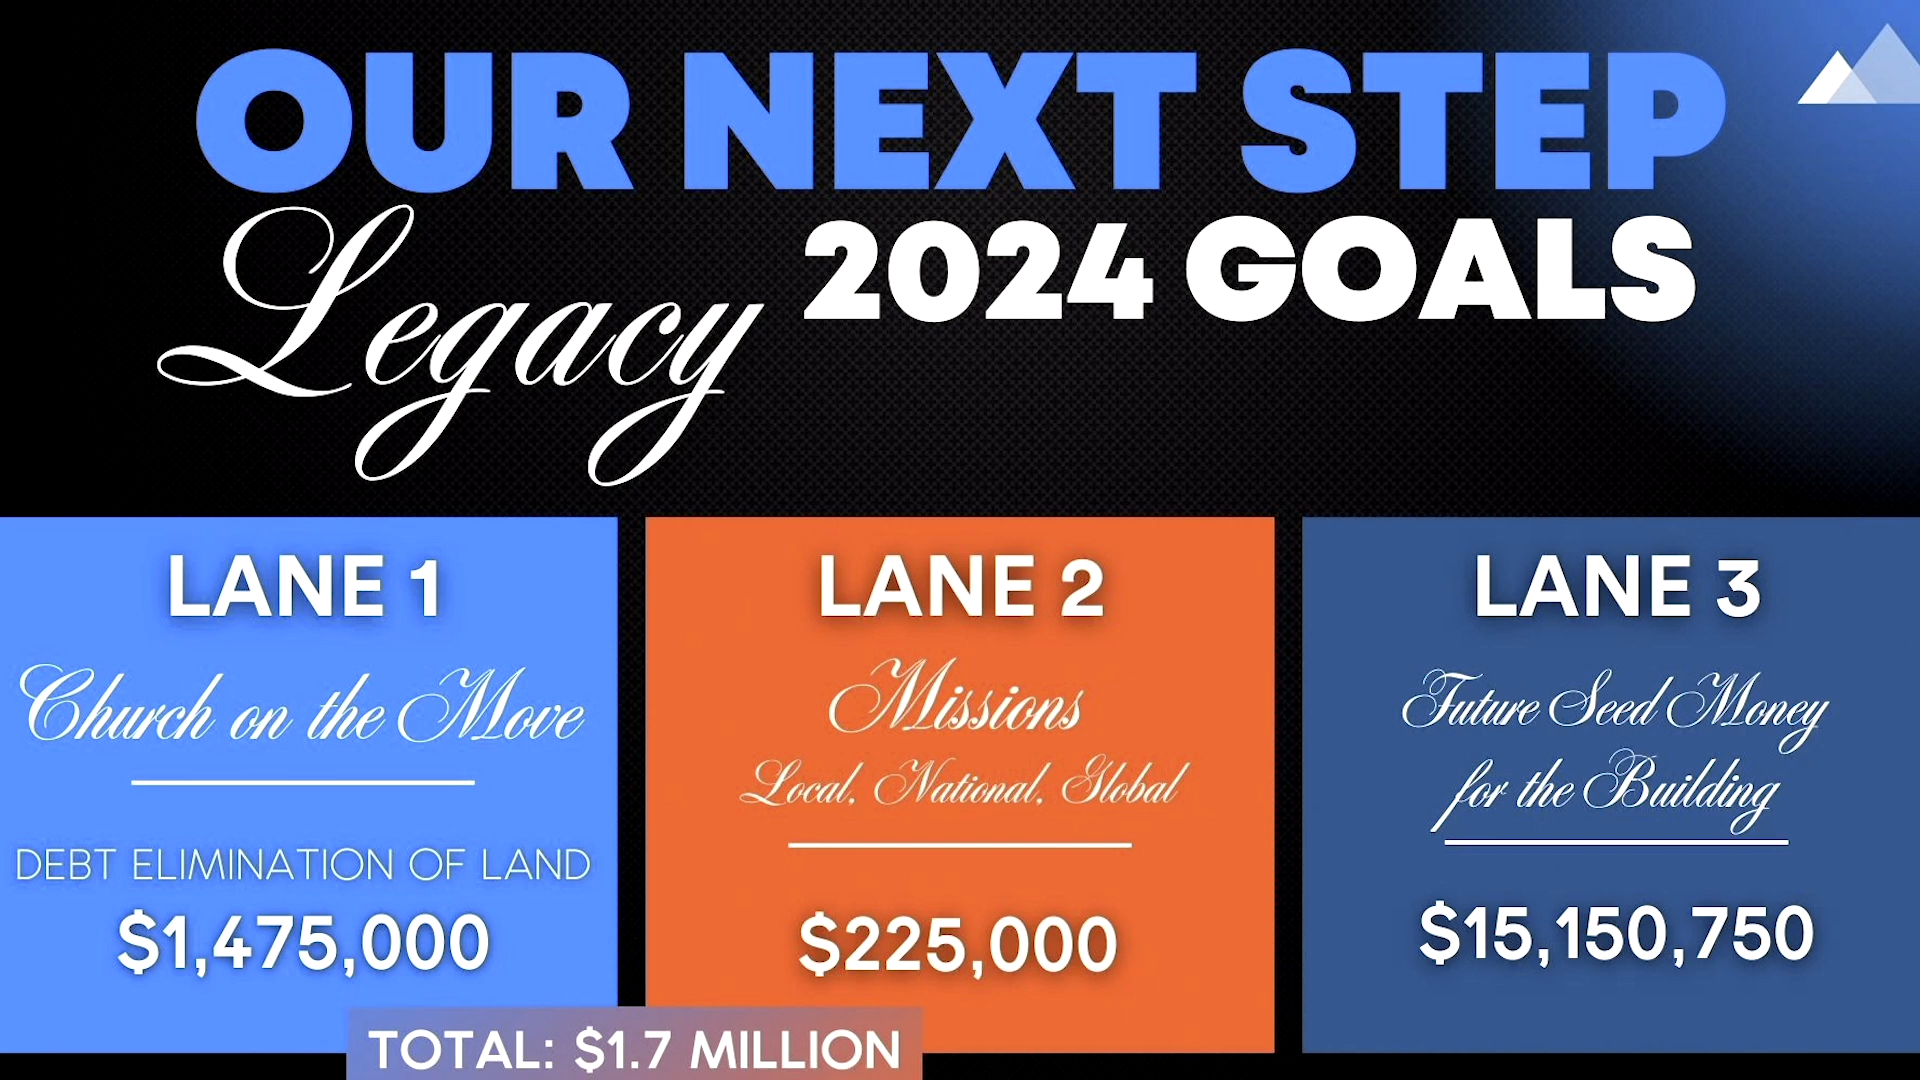 OUR NEXT STEP
Legacy 2024 GOALS
LANE 1
Church on the Move
DEBT ELIMINATION OF LAND
$1,475,000
LANE 2
Missions
Local, National, Global
$225,000
LANE 3
Future Seed Money
for the Building
$15,150,750
TOTAL: $1.7 MILLION